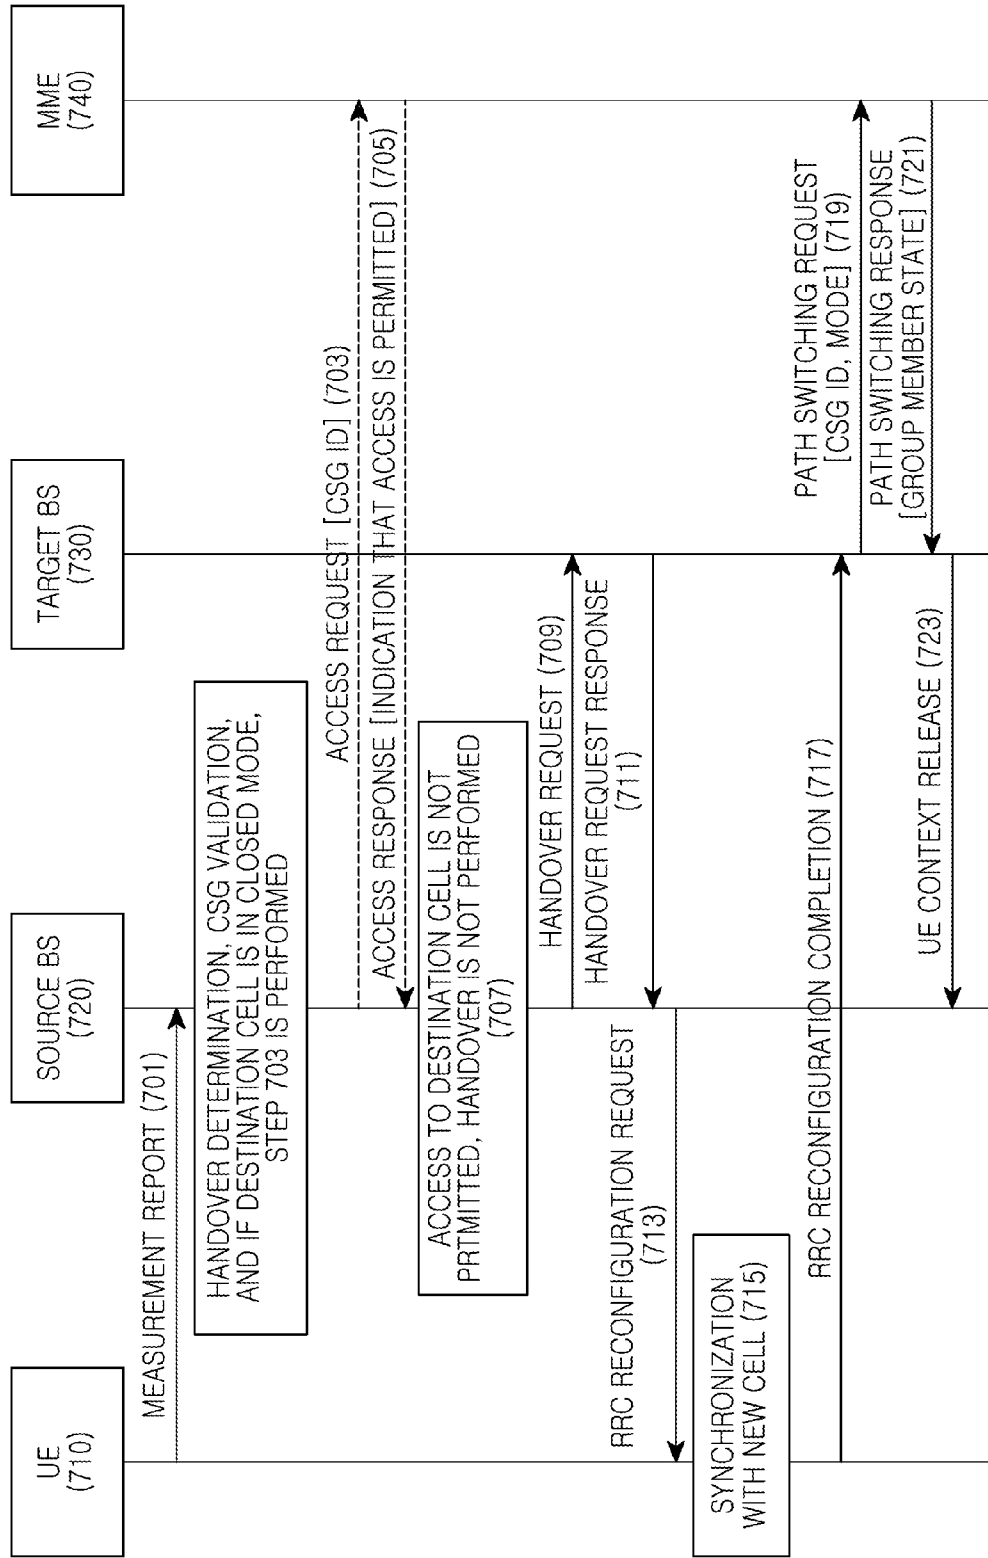 UE
(710)
SOURCE BS
(720)
TARGET BS
(730)
MME
(740)
MEASUREMENT REPORT (701)
HANDOVER DETERMINATION, CSG VALIDATION,
AND IF DESTINATION CELL IS IN CLOSED MODE,
STEP 703 IS PERFORMED
ACCESS REQUEST [CSG ID] (703)
ACCESS RESPONSE [INDICATION THAT ACCESS IS PERMITTED] (705)
ACCESS TO DESTINATION CELL IS NOT
PRTMITTED, HANDOVER IS NOT PERFORMED
(707)
HANDOVER REQUEST (709)
HANDOVER REQUEST RESPONSE
(711)
RRC RECONFIGURATION REQUEST
(713)
SYNCHRONIZATION
WITH NEW CELL (715)
RRC RECONFIGURATION COMPLETION (717)
PATH SWITCHING REQUEST
[CSG ID, MODE] (719)
PATH SWITCHING RESPONSE
[GROUP MEMBER STATE] (721)
UE CONTEXT RELEASE (723)